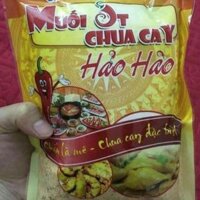 MUỐI ỚT
CHUA CAY
Hảo Hảo
Chấm là mê - Chua cay đặc biệt